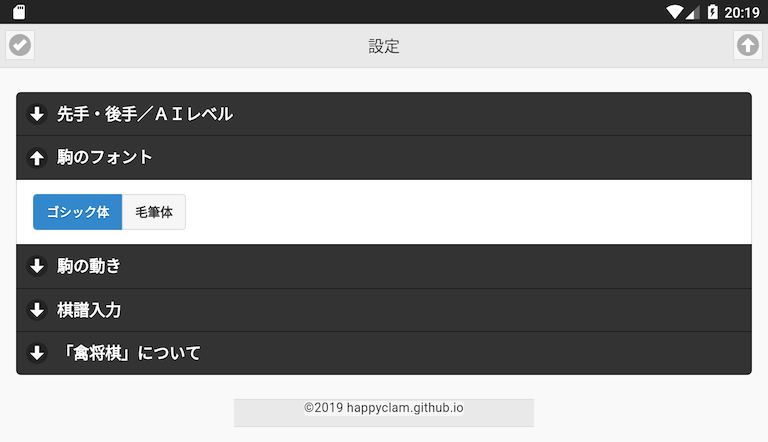 20:19
設定
先手・後手／ＡＩレベル
駒のフォント
ゴシック体 毛筆体
駒の動き
棋譜入力
「禽将棋」について
©2019 happyclam.github.io